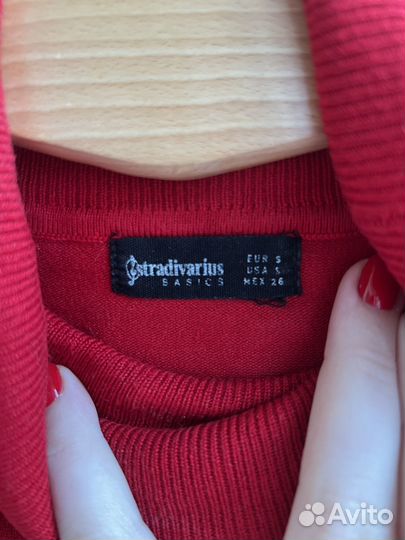 stradivarius
BASICS
EUR S
USA S
MEX 26
Avito